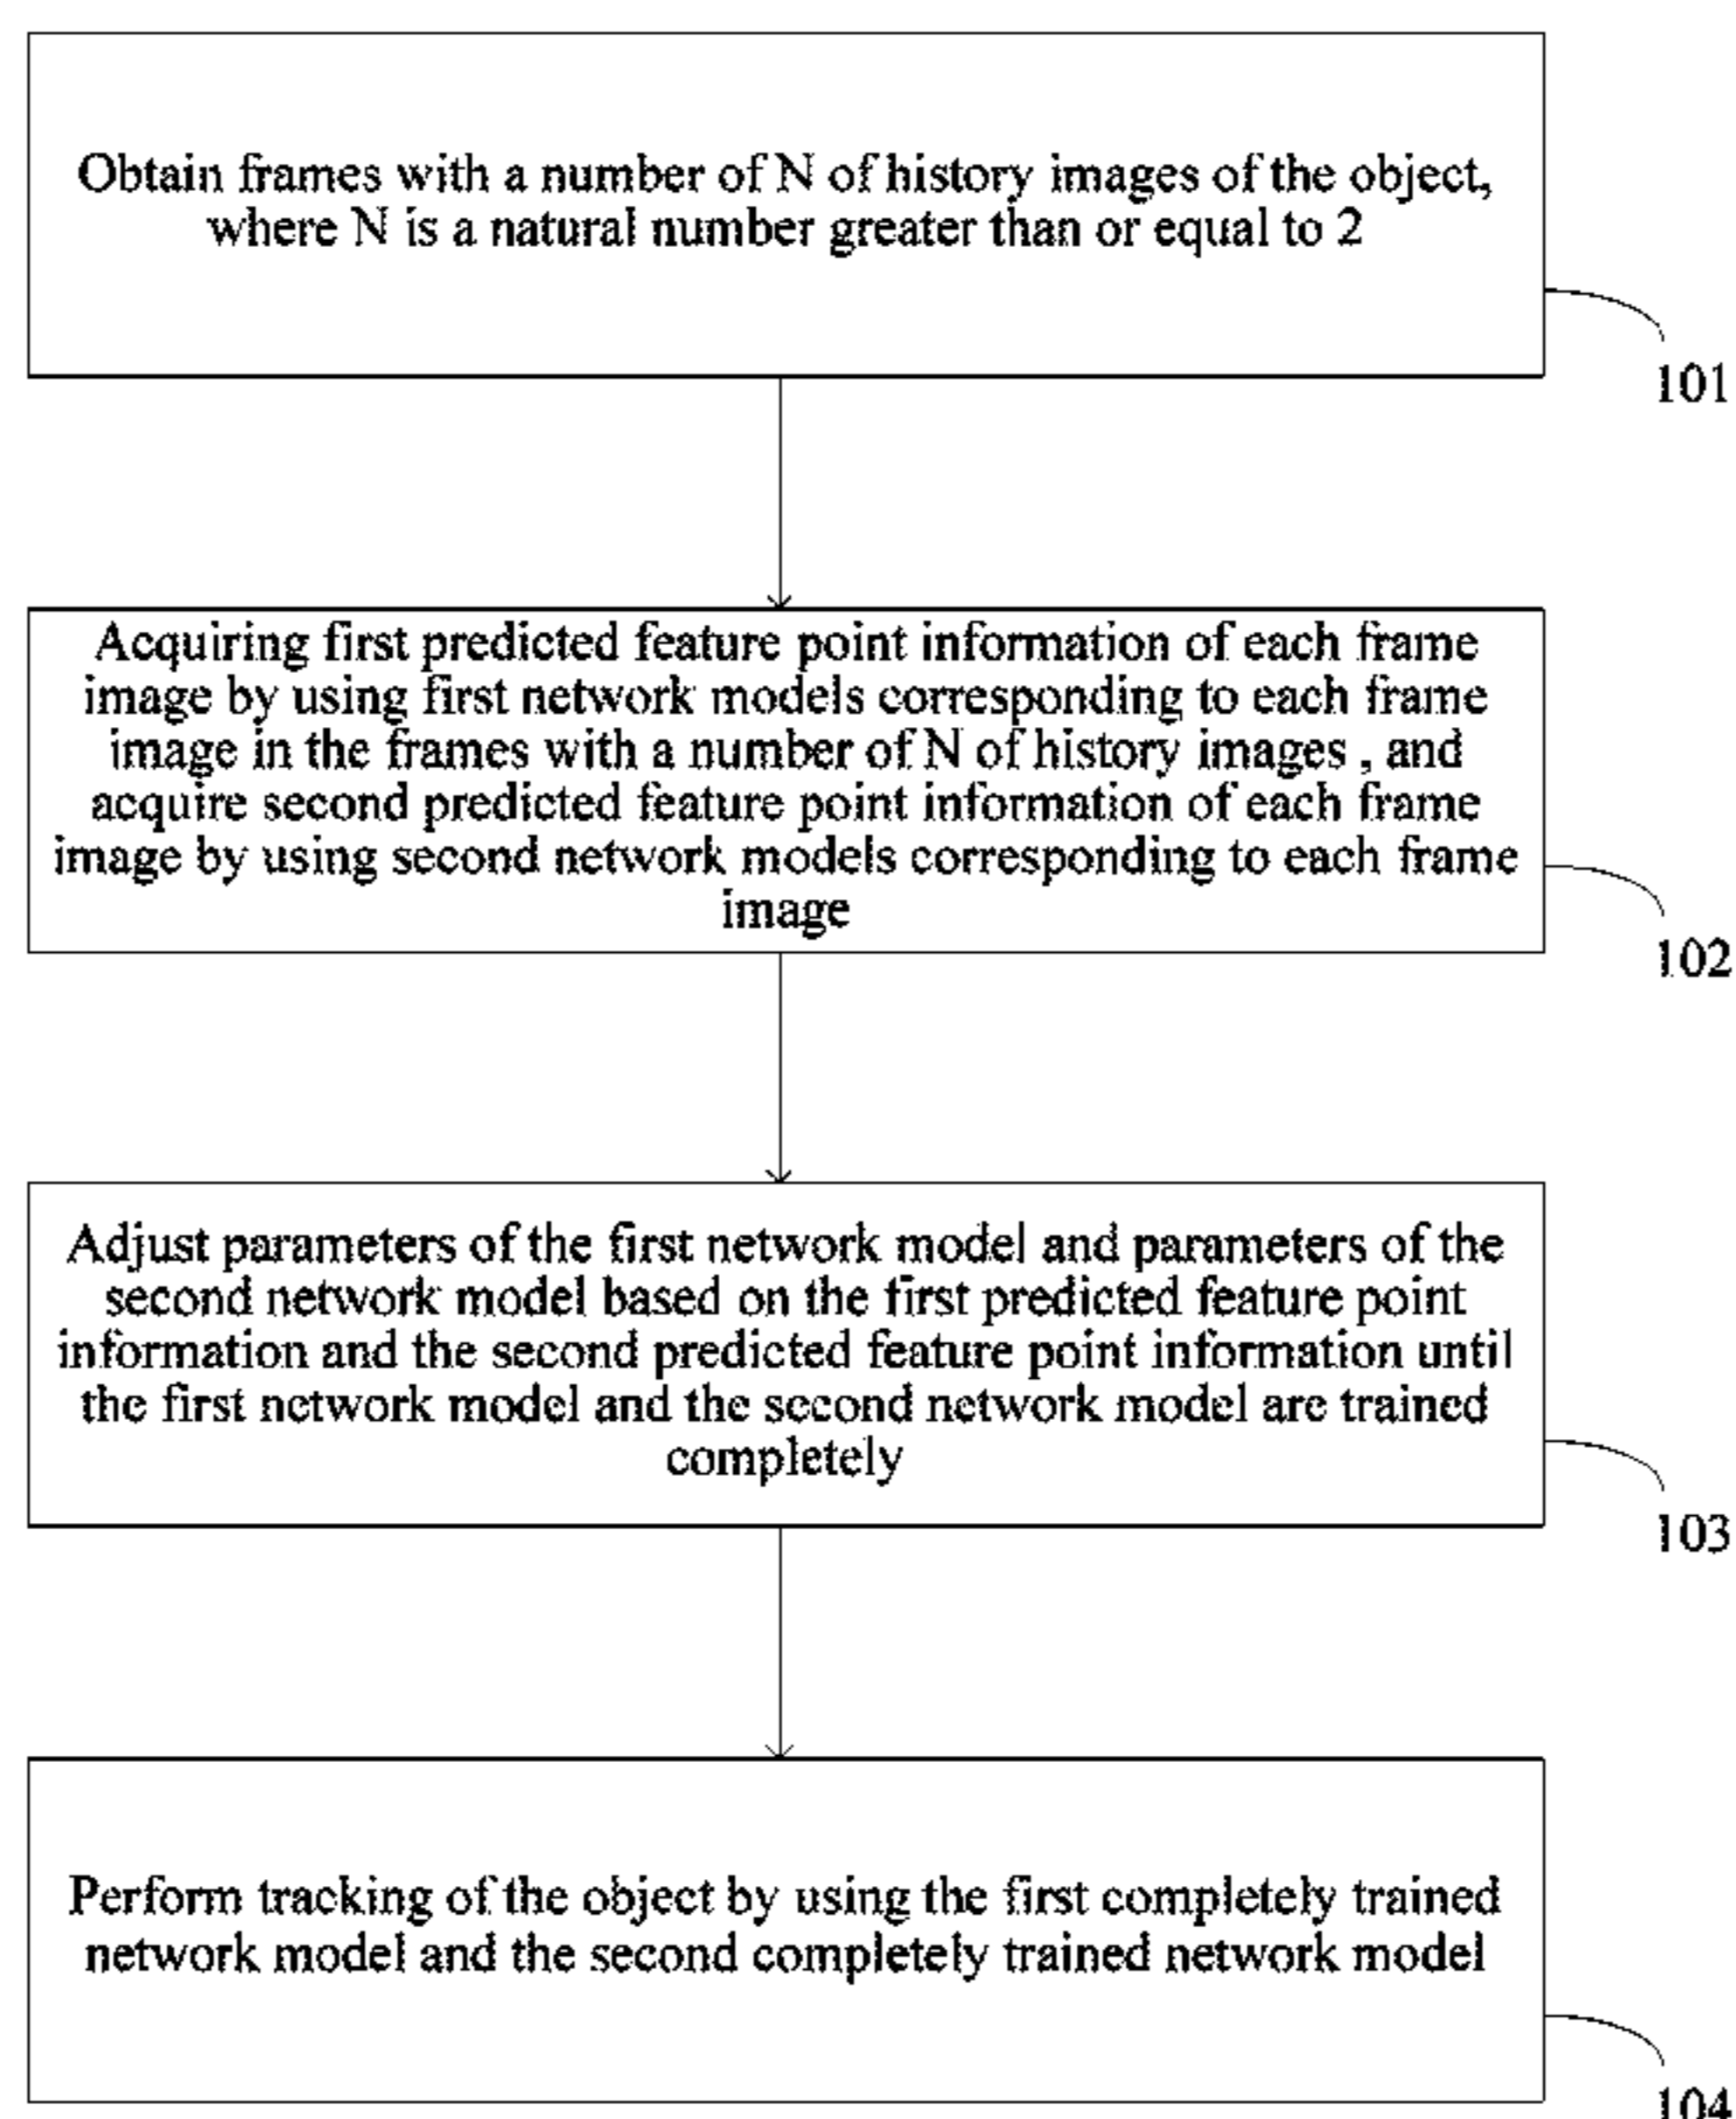 Obtain frames with a number of N of history images of the object,
where N is a natural number greater than or equal to 2
101
Acquiring first predicted feature point information of each frame
image by using first network models corresponding to each frame
image in the frames with a number of N of history images , and
acquire second predicted feature point information of each frame
image by using second network models corresponding to each frame
image
102
Adjust parameters of the first network model and parameters of the
second network model based on the first predicted feature point
information and the second predicted feature point information until
the first network model and the second network model are trained
completely
103
Perform tracking of the object by using the first completely trained
network model and the second completely trained network model
104